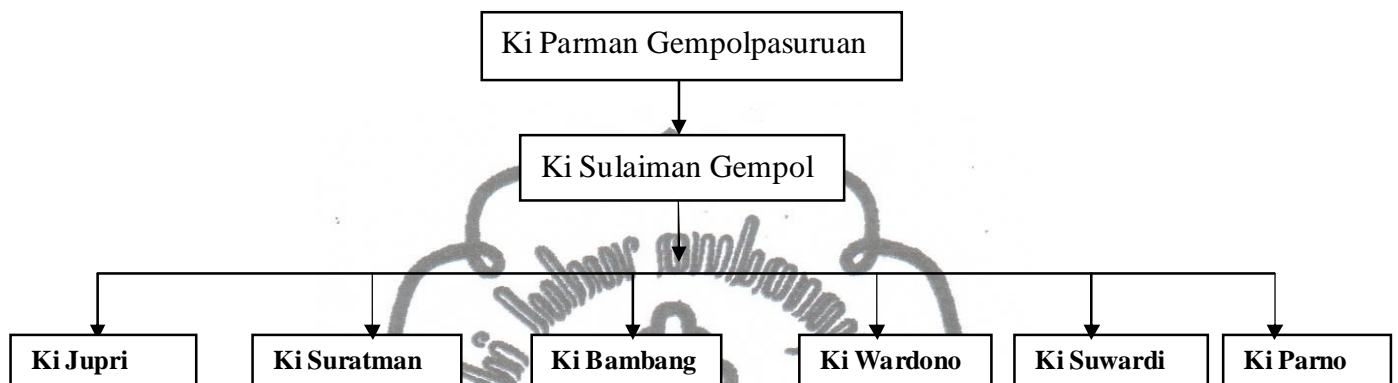 Ki Parman Gempolpasuruan
Ki Sulaiman Gempol
Ki Jupri
Ki Suratman
Ki Bambang
Ki Wardono
Ki Suwardi
Ki Parno